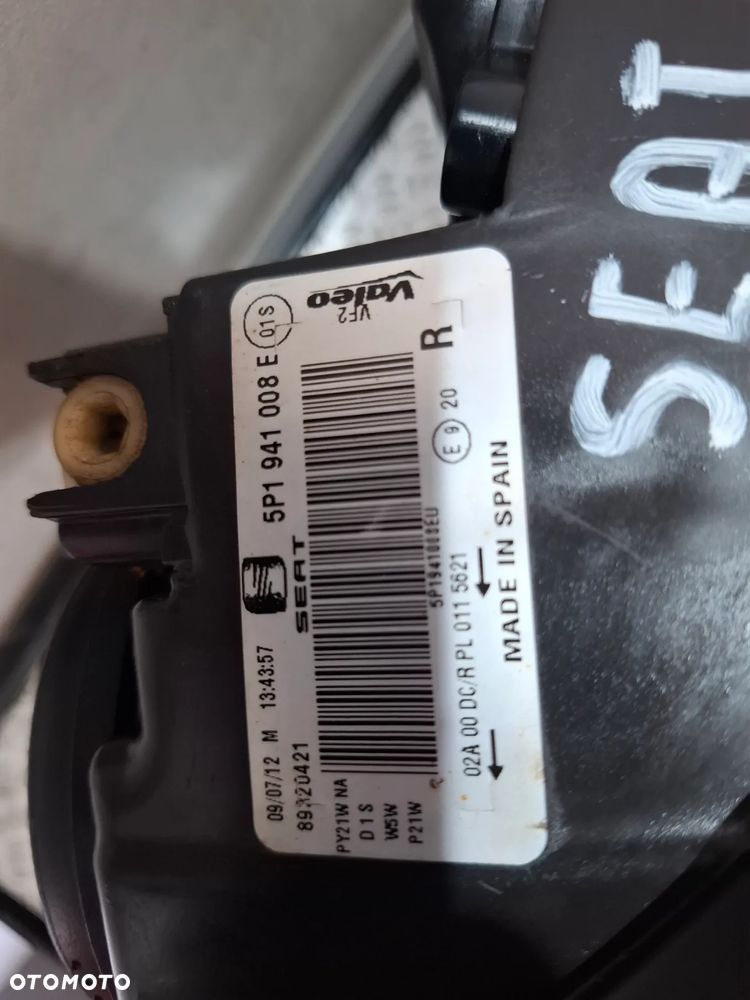 SEAT
Valeo
VF2
R
5P1 941 008 E
01S
SEAT
E 9 20
5P1941008EU
02A 00 DC/R PL 011 5621
MADE IN SPAIN
09/07/12 M 13:43:57
PY21W NA
D1S
W5W
P21W
OTOMOTO